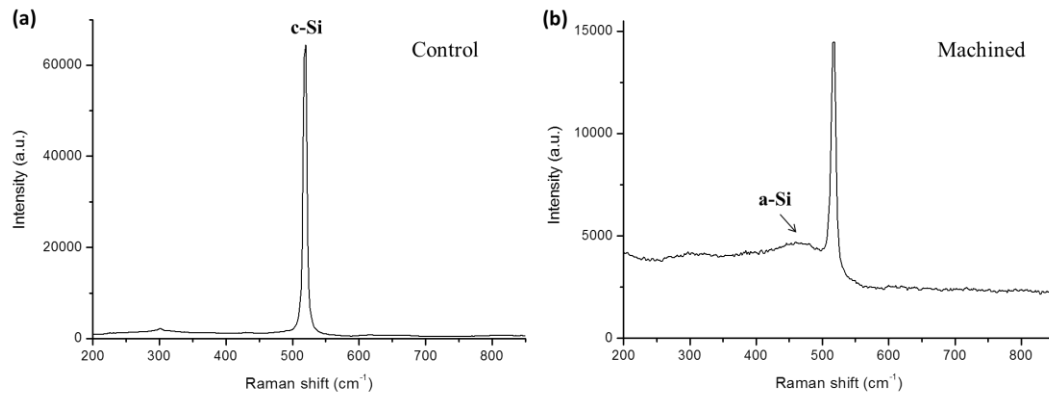 (a)
c-Si
Control
Intensity (a.u.)
60000
40000
20000
0
200 300 400 500 600 700 800
Raman shift (cm⁻¹)
(b)
Machined
a-Si
Intensity (a.u.)
15000
10000
5000
0
200 300 400 500 600 700 800
Raman shift (cm⁻¹)